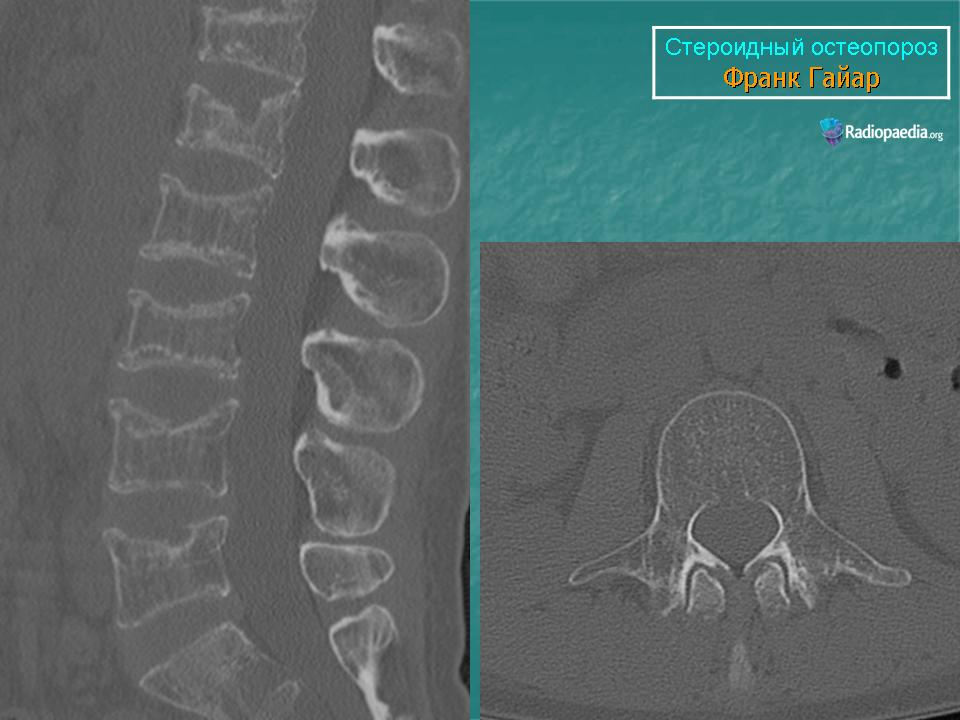 Стероидный остеопороз
Франк Гайар
Radiopaedia.org